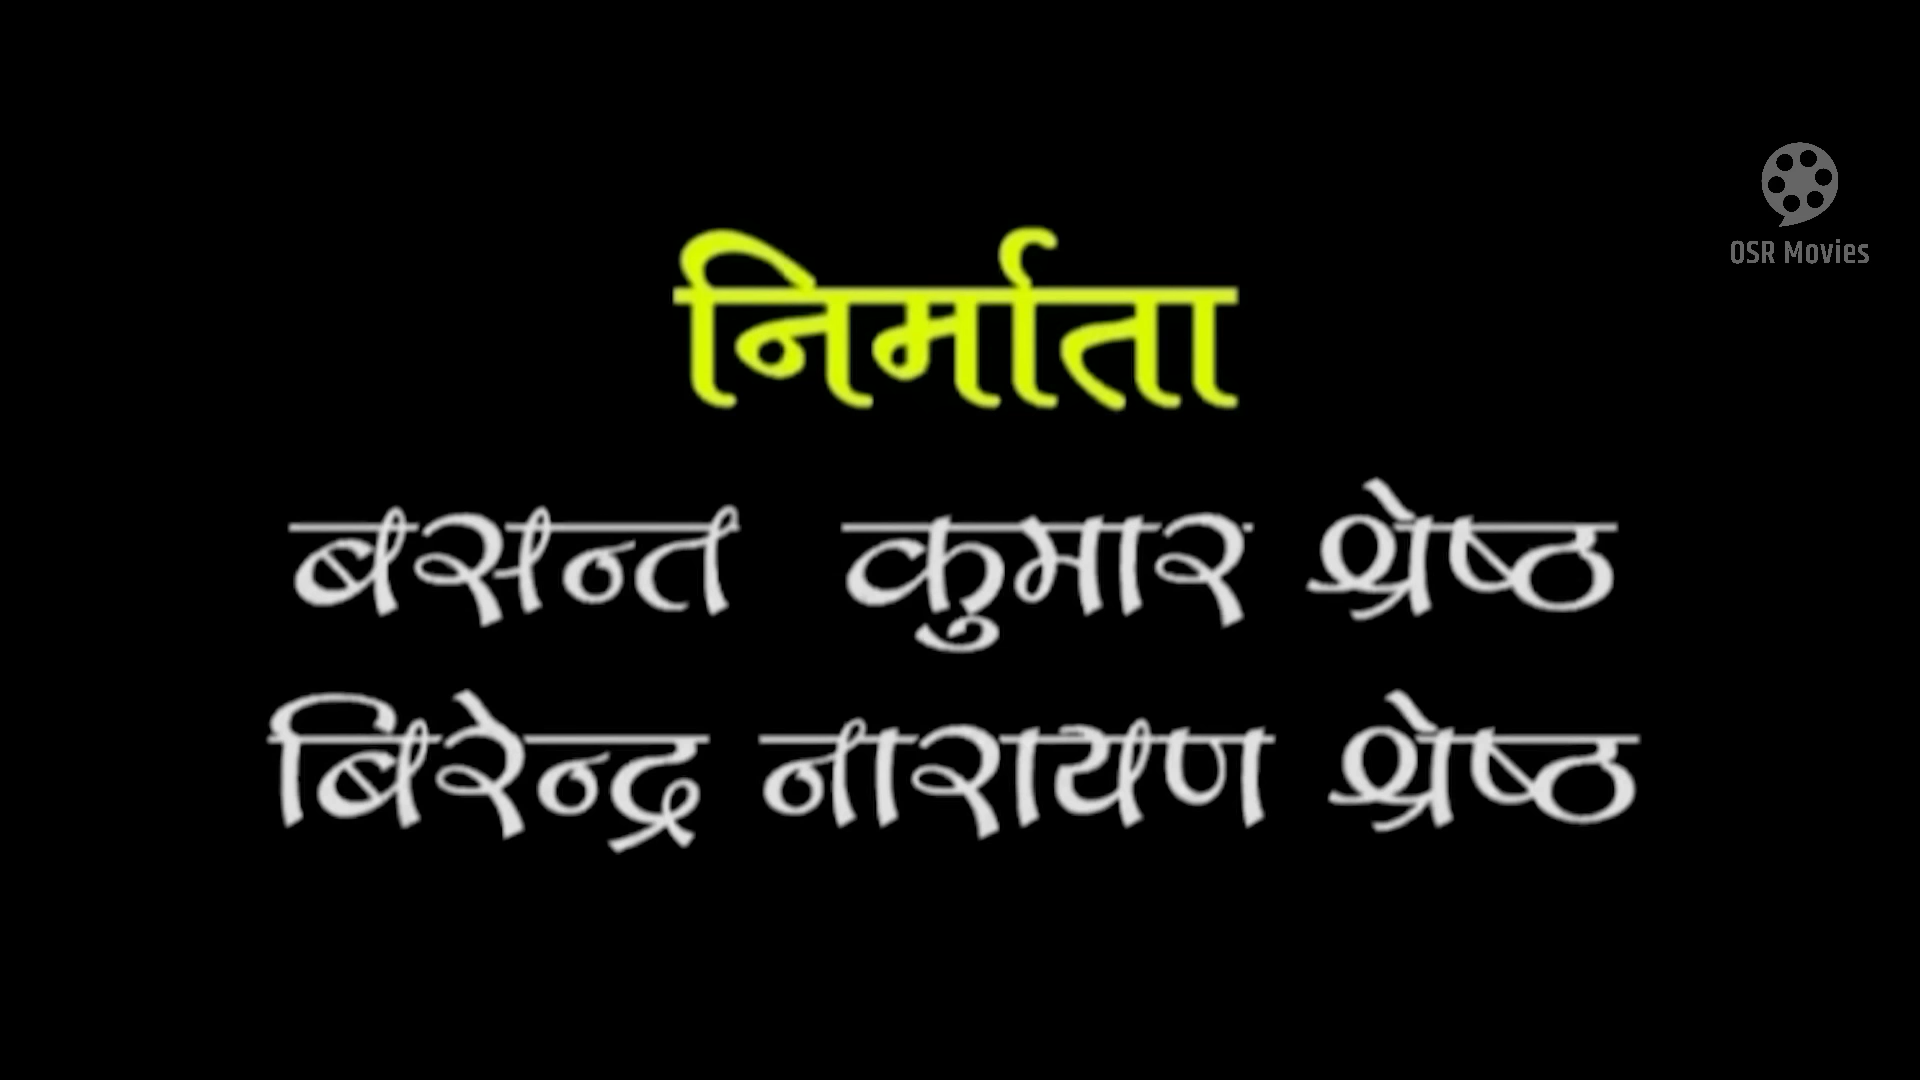 निर्माता
बसन्त कुमार श्रेष्ठ
बिरेन्द्र नारायण श्रेष्ठ
OSR Movies